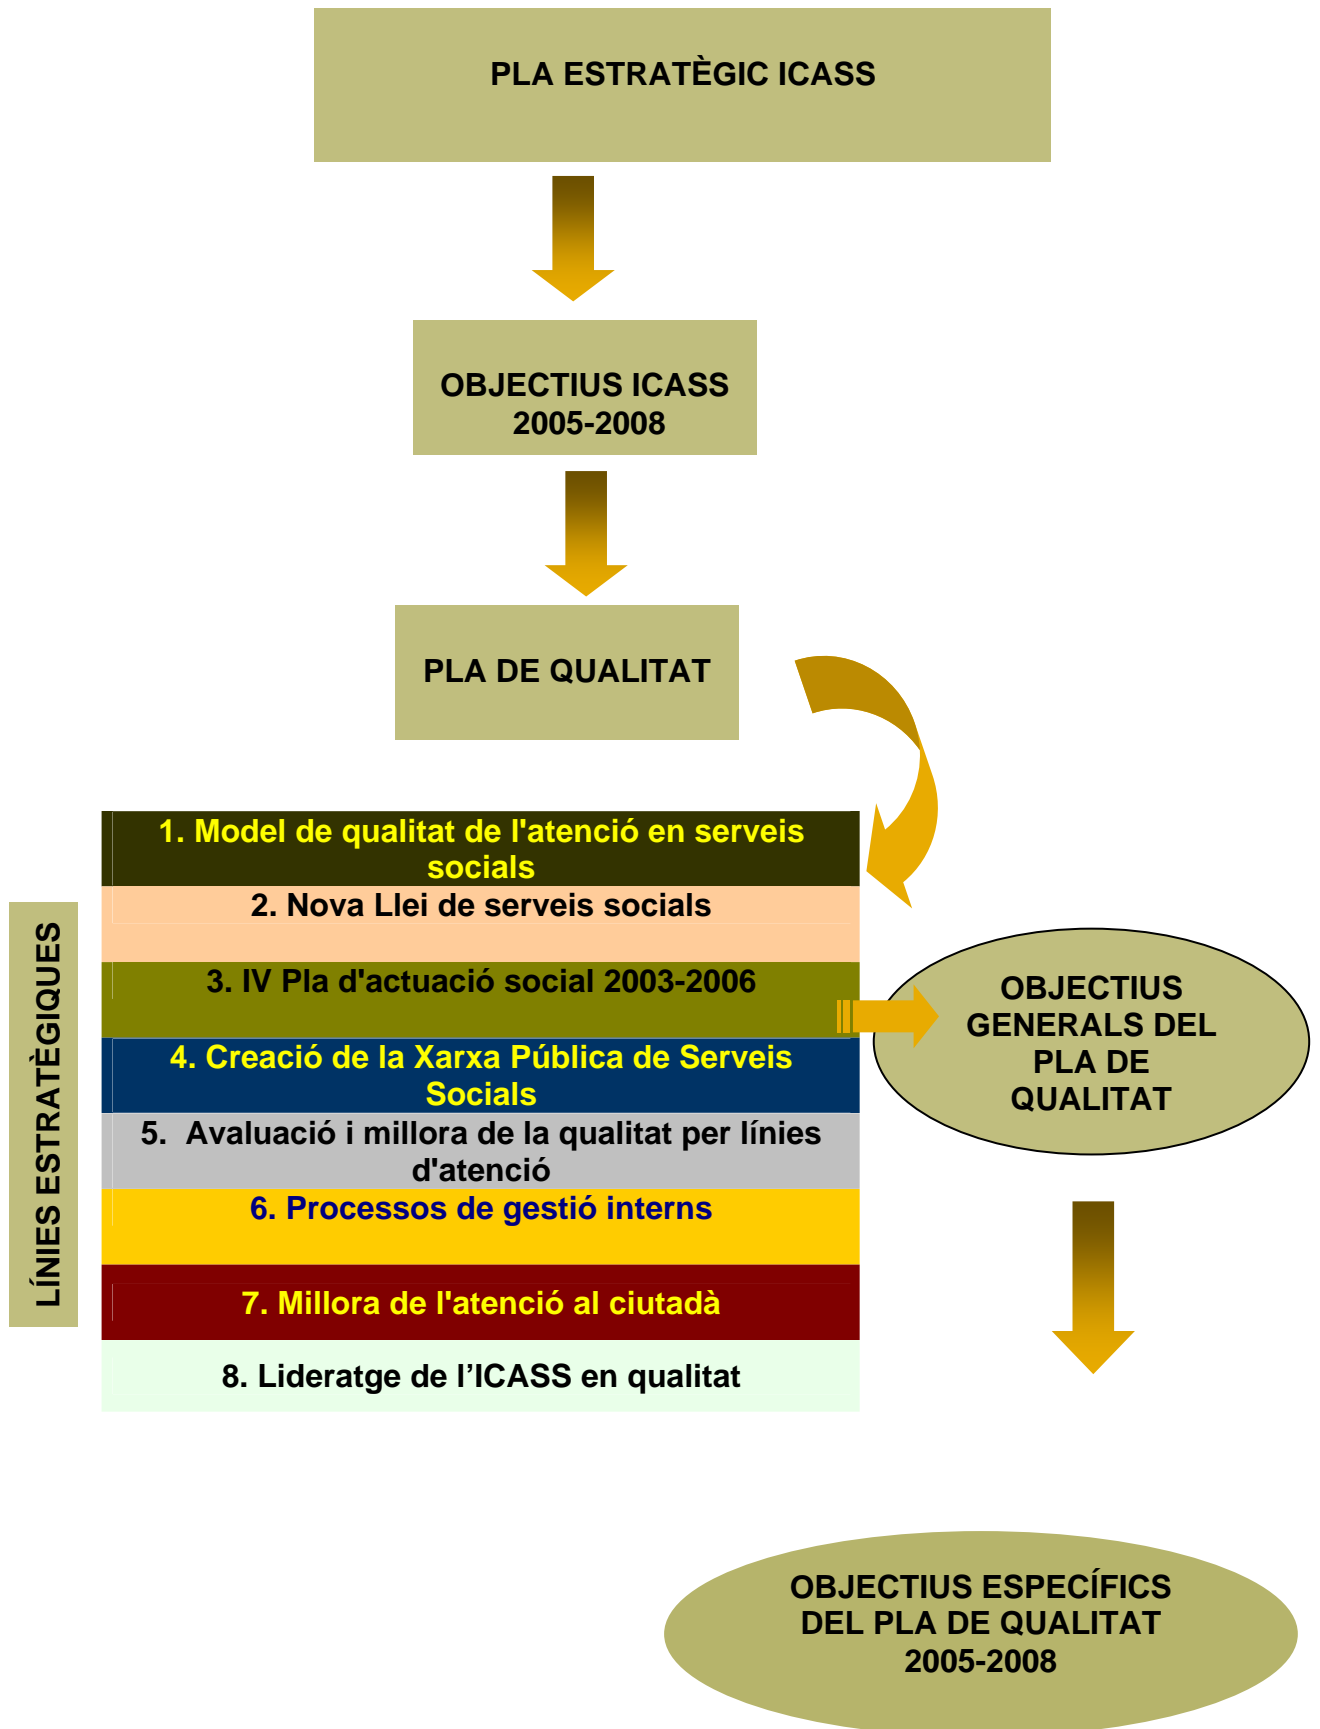 PLA ESTRATÈGIC ICASS
OBJECTIUS ICASS
2005-2008
PLA DE QUALITAT
LÍNIES ESTRATÈGIQUES
1. Model de qualitat de l'atenció en serveis
socials
2. Nova Llei de serveis socials
3. IV Pla d'actuació social 2003-2006
4. Creació de la Xarxa Pública de Serveis
Socials
5.  Avaluació i millora de la qualitat per línies
d'atenció
6. Processos de gestió interns
7. Millora de l'atenció al ciutadà
8. Lideratge de l’ICASS en qualitat
OBJECTIUS
GENERALS DEL
PLA DE
QUALITAT
OBJECTIUS ESPECÍFICS
DEL PLA DE QUALITAT
2005-2008